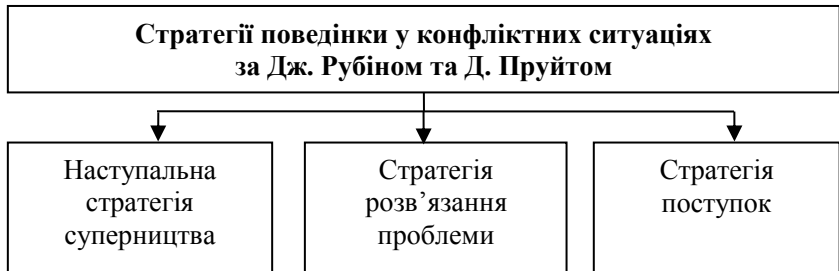 Стратегії поведінки у конфліктних ситуаціях
за Дж. Рубіном та Д. Пруйтом
Наступальна
стратегія
суперництва
Стратегія
розв’язання
проблеми
Стратегія
поступок